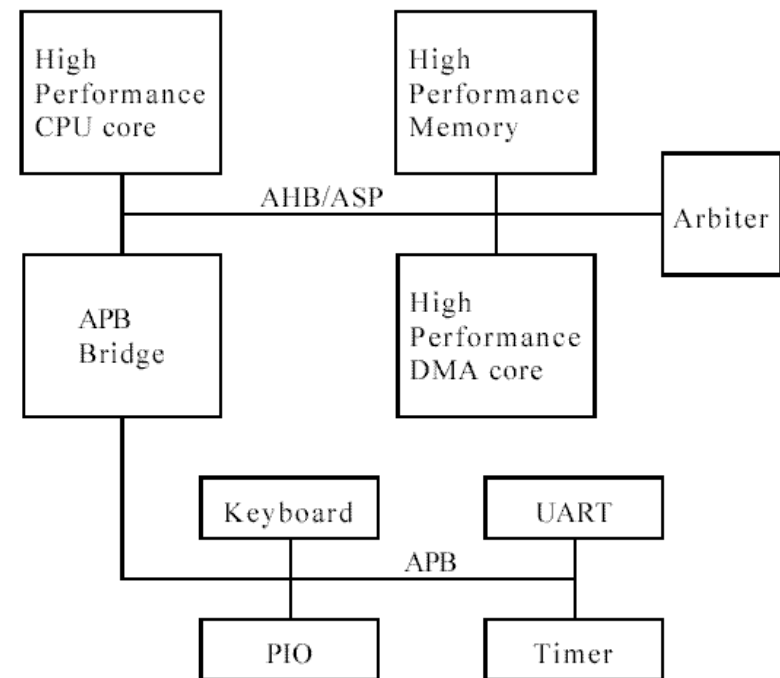 High
Performance
CPU core
High
Performance
Memory
AHB/ASP
Arbiter
APB
Bridge
High
Performance
DMA core
Keyboard
UART
APB
PIO
Timer